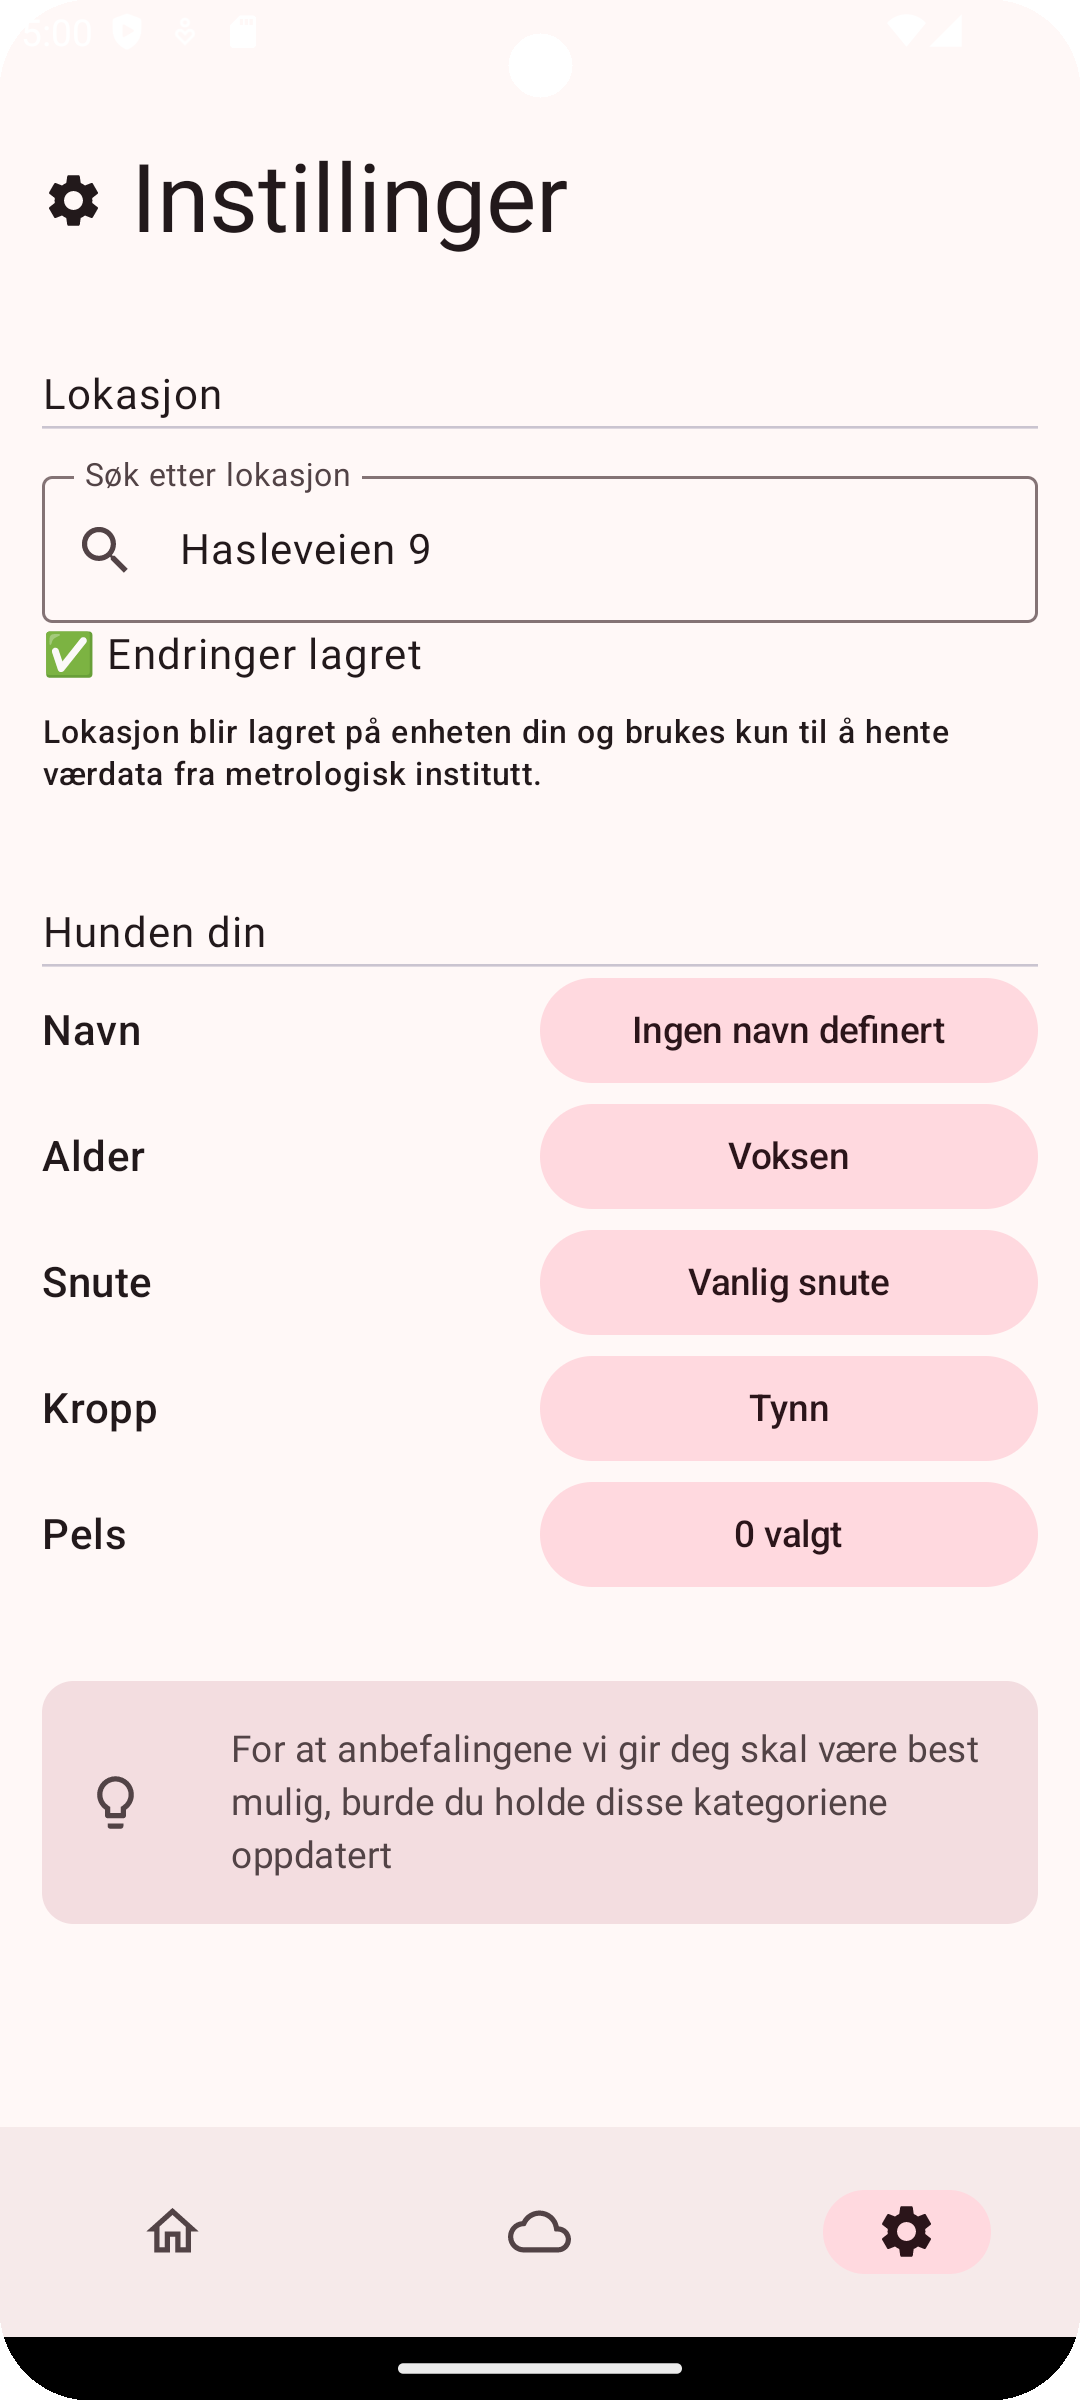 5:00
Instillinger
Lokasjon
Søk etter lokasjon
Hasleveien 9
✅ Endringer lagret
Lokasjon blir lagret på enheten din og brukes kun til å hente
værdata fra metrologisk institutt.
Hunden din
Navn
Ingen navn definert
Alder
Voksen
Snute
Vanlig snute
Kropp
Tynn
Pels
0 valgt
For at anbefalingene vi gir deg skal være best
mulig, burde du holde disse kategoriene
oppdatert